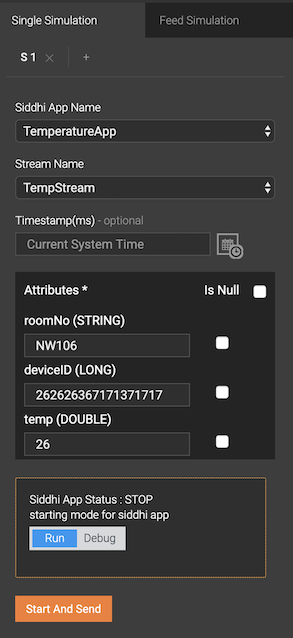 Single Simulation
Feed Simulation
S 1 × +
Siddhi App Name
TemperatureApp
Stream Name
TempStream
Timestamp(ms) - optional
Current System Time
Attributes * Is Null
roomNo (STRING)
NW106
deviceID (LONG)
262626367171371717
temp (DOUBLE)
26
Siddhi App Status : STOP
starting mode for siddhi app
Run Debug
Start And Send